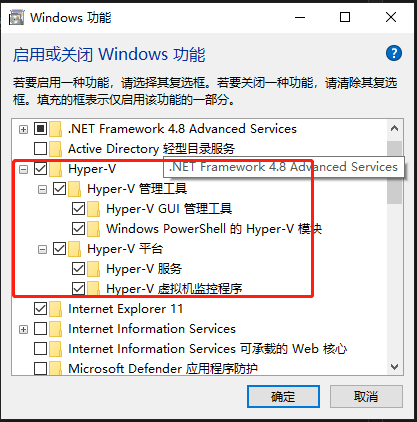 Windows 功能
启用或关闭 Windows 功能
若要启用一种功能，请选择其复选框。若要关闭一种功能，请清除其复选
框。填充的框表示仅启用该功能的一部分。
.NET Framework 4.8 Advanced Services
Active Directory 轻型目录服务
Hyper-V
.NET Framework 4.8 Advanced Services
Hyper-V 管理工具
Hyper-V GUI 管理工具
Windows PowerShell 的 Hyper-V 模块
Hyper-V 平台
Hyper-V 服务
Hyper-V 虚拟机监控程序
Internet Explorer 11
Internet Information Services
Internet Information Services 可承载的 Web 核心
Microsoft Defender 应用程序防护
确定
取消